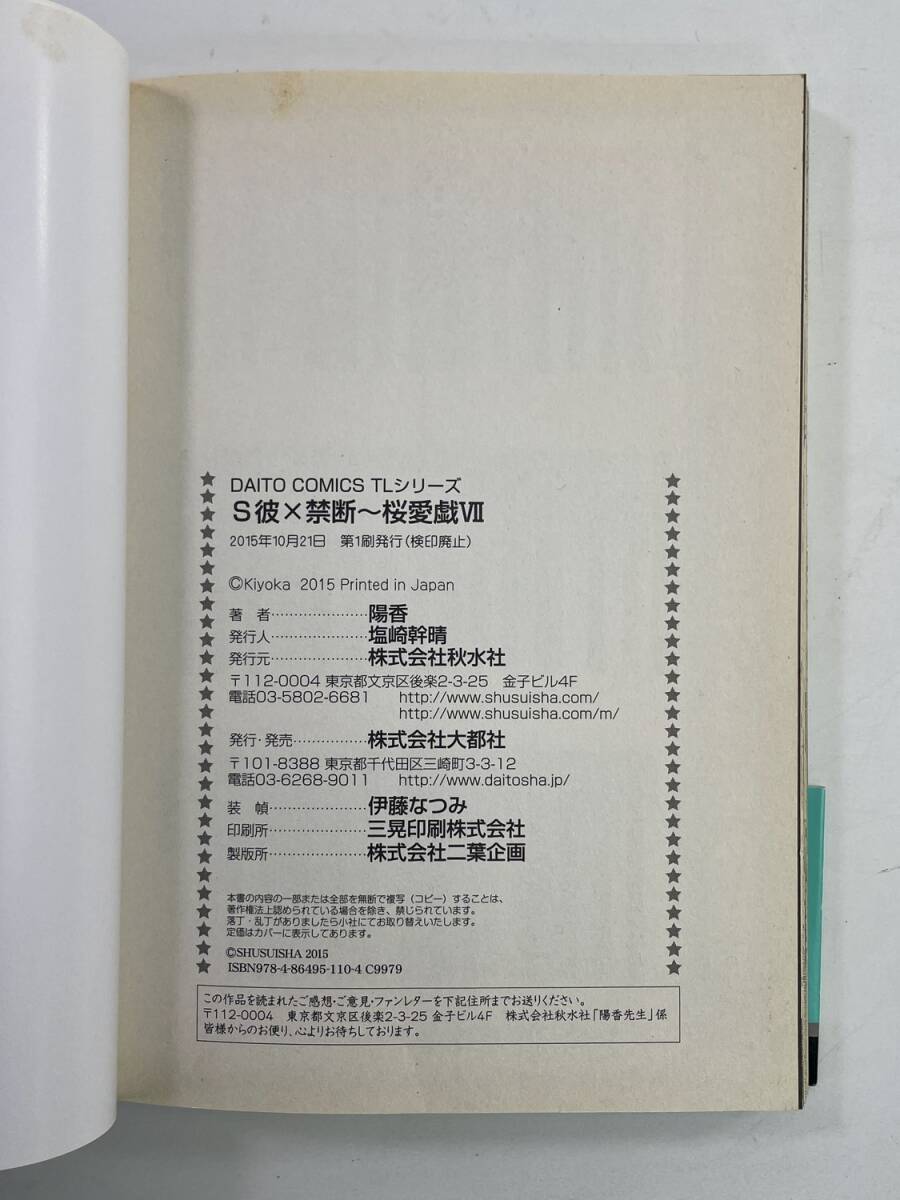 DAITO COMICS TLシリーズ
S彼×禁断～桜愛戯Ⅶ
2015年10月21日 第1刷発行(検印廃止)
©Kiyoka 2015 Printed in Japan
著 者……………………陽香
発行人……………………塩崎幹晴
発行元……………………株式会社秋水社
〒112-0004 東京都文京区後楽2-3-25 金子ビル4F
電話03-5802-6681 http://www.shusuisha.com/
http://www.shusuisha.com/m/
発行・発売………………株式会社大都社
〒101-8388 東京都千代田区三崎町3-3-12
電話03-6268-9011 http://www.daitosha.jp/
装 幀……………………伊藤なつみ
印刷所……………………三晃印刷株式会社
製版所……………………株式会社二葉企画
本書の内容の一部または全部を無断で複写(コピー)することは、
著作権法上認められている場合を除き、禁じられています。
落丁・乱丁がありましたら小社にてお取り替えいたします。
定価はカバーに表示してあります。
©SHUSUISHA 2015
ISBN978-4-86495-110-4 C9979
この作品を読まれたご感想・ご意見・ファンレターを下記住所までお送りください。
〒112-0004 東京都文京区後楽2-3-25 金子ビル4F 株式会社秋水社「陽香先生」係
皆様からのお便り、心よりお待ちしております。